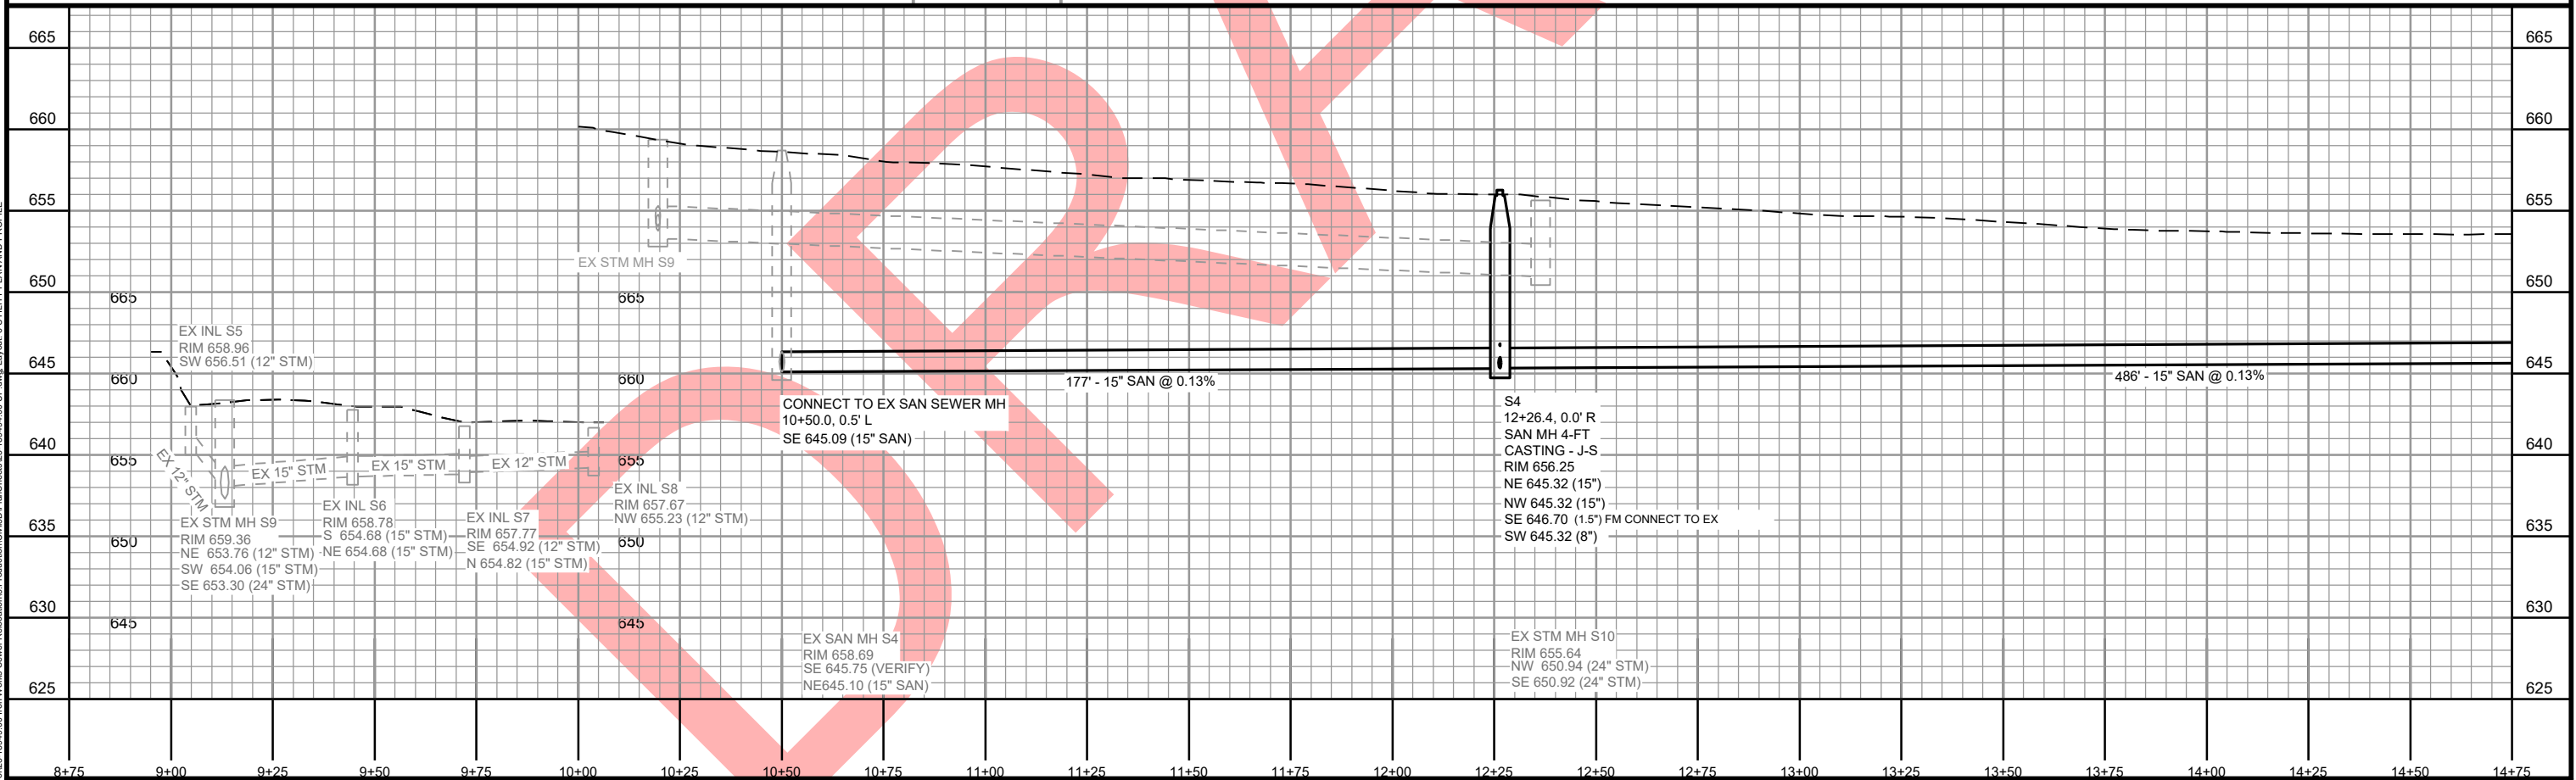 665
665
660
660
655
655
650
650
645
645
640
640
635
635
630
630
625
625
665
665
660
660
655
655
650
650
645
645
EX STM MH S9
EX INL S5
RIM 658.96
SW 656.51 (12" STM)
EX 12" STM
EX 15" STM
EX 15" STM
EX 12" STM
EX STM MH S9
RIM 659.36
NE 653.76 (12" STM)
SW 654.06 (15" STM)
SE 653.30 (24" STM)
EX INL S6
RIM 658.78
S 654.68 (15" STM)
NE 654.68 (15" STM)
EX INL S7
RIM 657.77
SE 654.92 (12" STM)
N 654.82 (15" STM)
EX INL S8
RIM 657.67
NW 655.23 (12" STM)
177' - 15" SAN @ 0.13%
CONNECT TO EX SAN SEWER MH
10+50.0, 0.5' L
SE 645.09 (15" SAN)
EX SAN MH S4
RIM 658.69
SE 645.75 (VERIFY)
NE645.10 (15" SAN)
S4
12+26.4, 0.0' R
SAN MH 4-FT
CASTING - J-S
RIM 656.25
NE 645.32 (15")
NW 645.32 (15")
SE 646.70 (1.5") FM CONNECT TO EX
SW 645.32 (8")
EX STM MH S10
RIM 655.64
NW 650.94 (24" STM)
SE 650.92 (24" STM)
486' - 15" SAN @ 0.13%
8+75 9+00 9+25 9+50 9+75 10+00 10+25 10+50 10+75 11+00 11+25 11+50 11+75 12+00 12+25 12+50 12+75 13+00 13+25 13+50 13+75 14+00 14+25 14+50 14+75